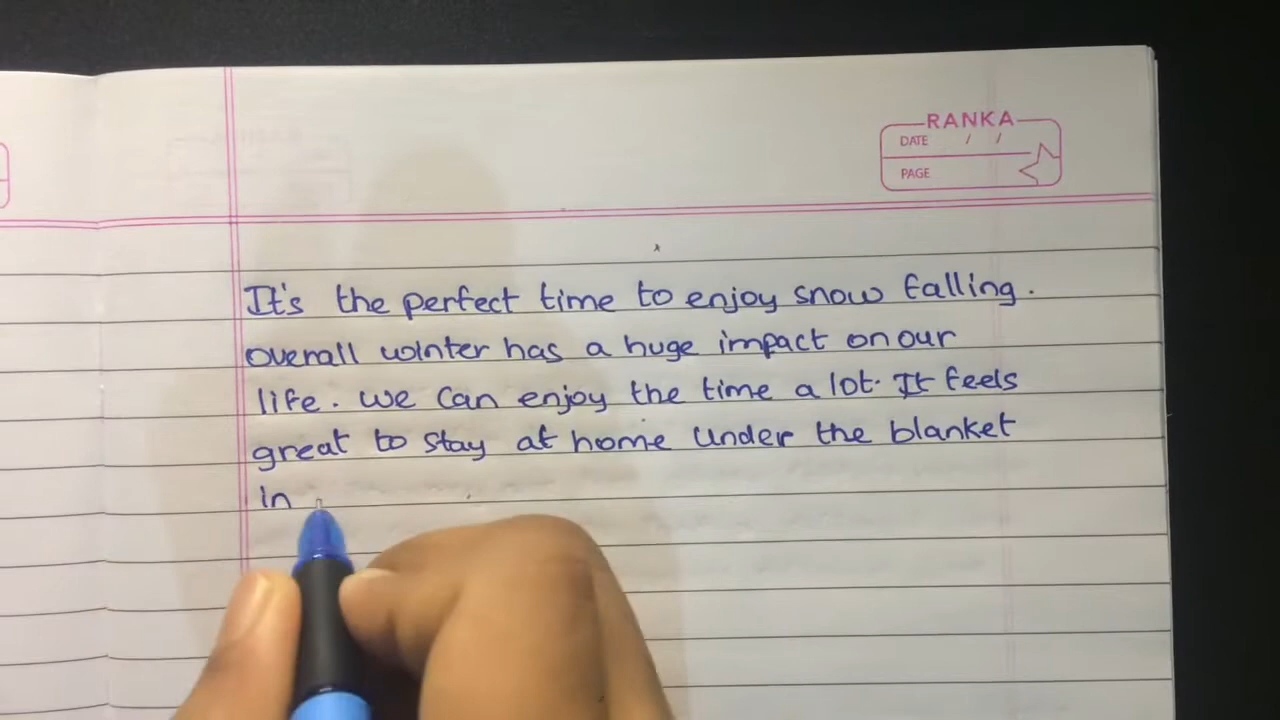 RANKA
DATE / /
PAGE
It's the perfect time to enjoy snow falling.
overall winter has a huge impact on our
life. We can enjoy the time a lot. It feels
great to stay at home under the blanket
in